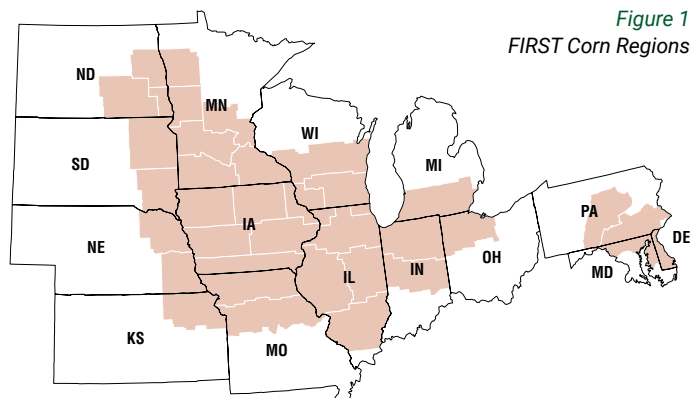 Figure 1
FIRST Corn Regions
ND
MN
WI
SD
MI
PA
IA
DE
NE
OH
IL
IN
MD
KS
MO